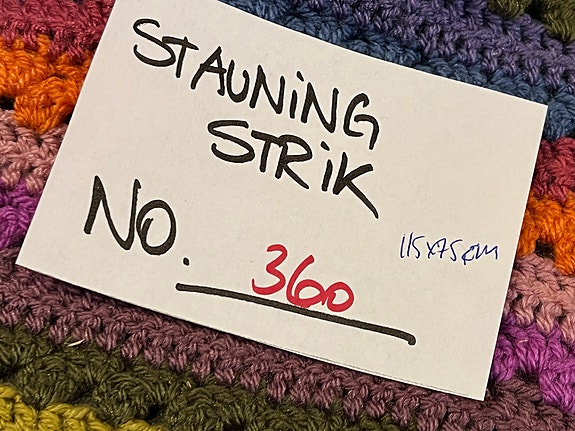 STAUNING
STRIK
NO. 360
115x75cm